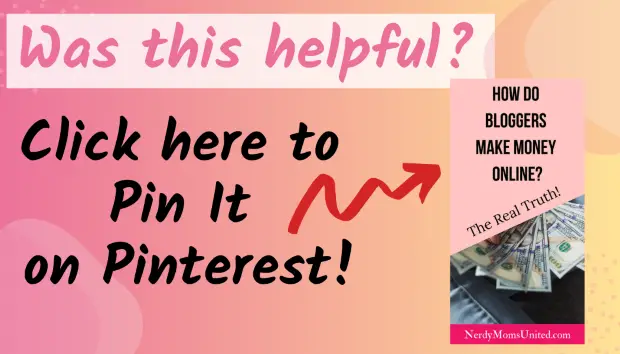 Was this helpful?
Click here to
Pin It
on Pinterest!
HOW DO
BLOGGERS
MAKE MONEY
ONLINE?
The Real Truth!
NerdyMomsUnited.com